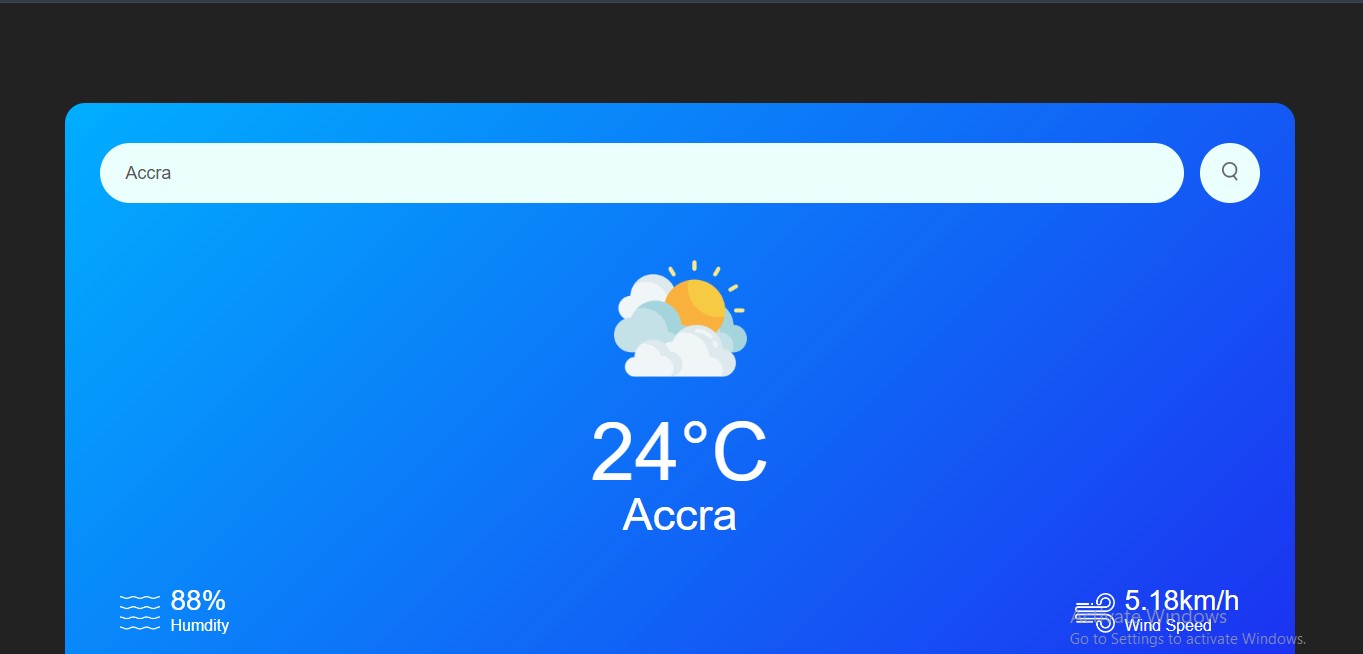 Accra
24°C
Accra
88%
Humdity
5.18km/h
Wind Speed
Activate Windows
Go to Settings to activate Windows.